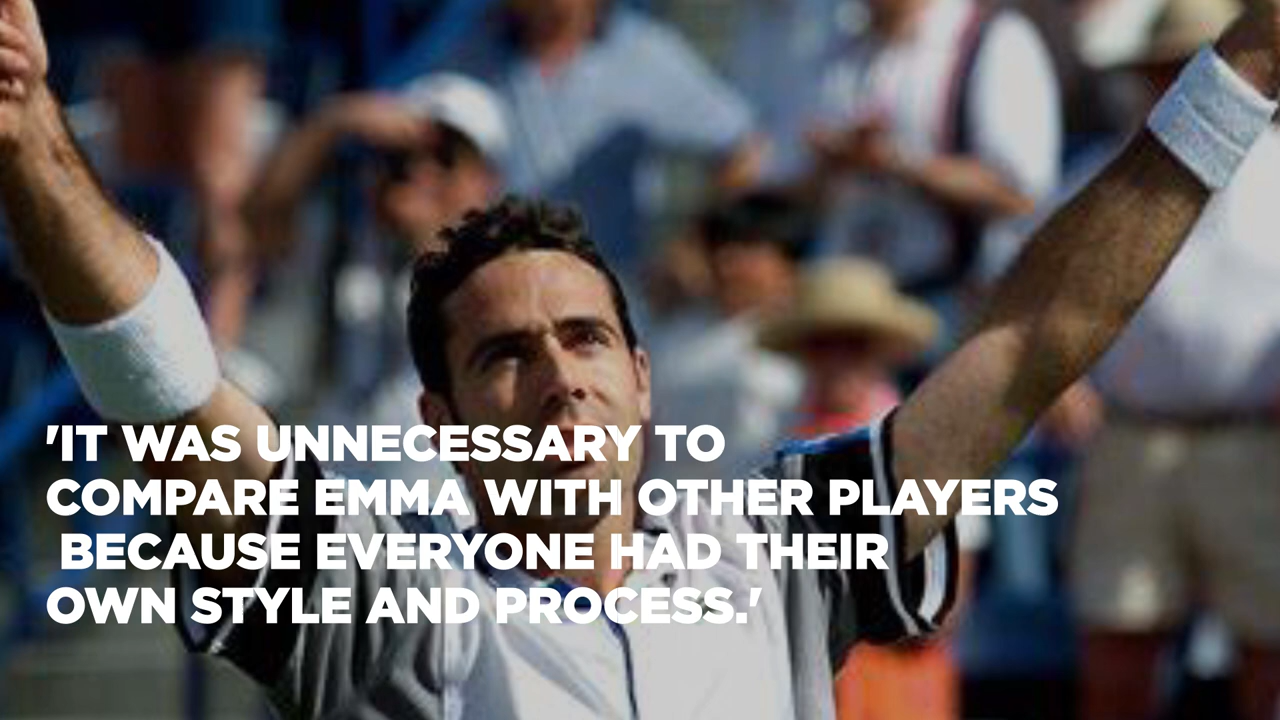 'IT WAS UNNECESSARY TO
COMPARE EMMA WITH OTHER PLAYERS
BECAUSE EVERYONE HAD THEIR
OWN STYLE AND PROCESS.'